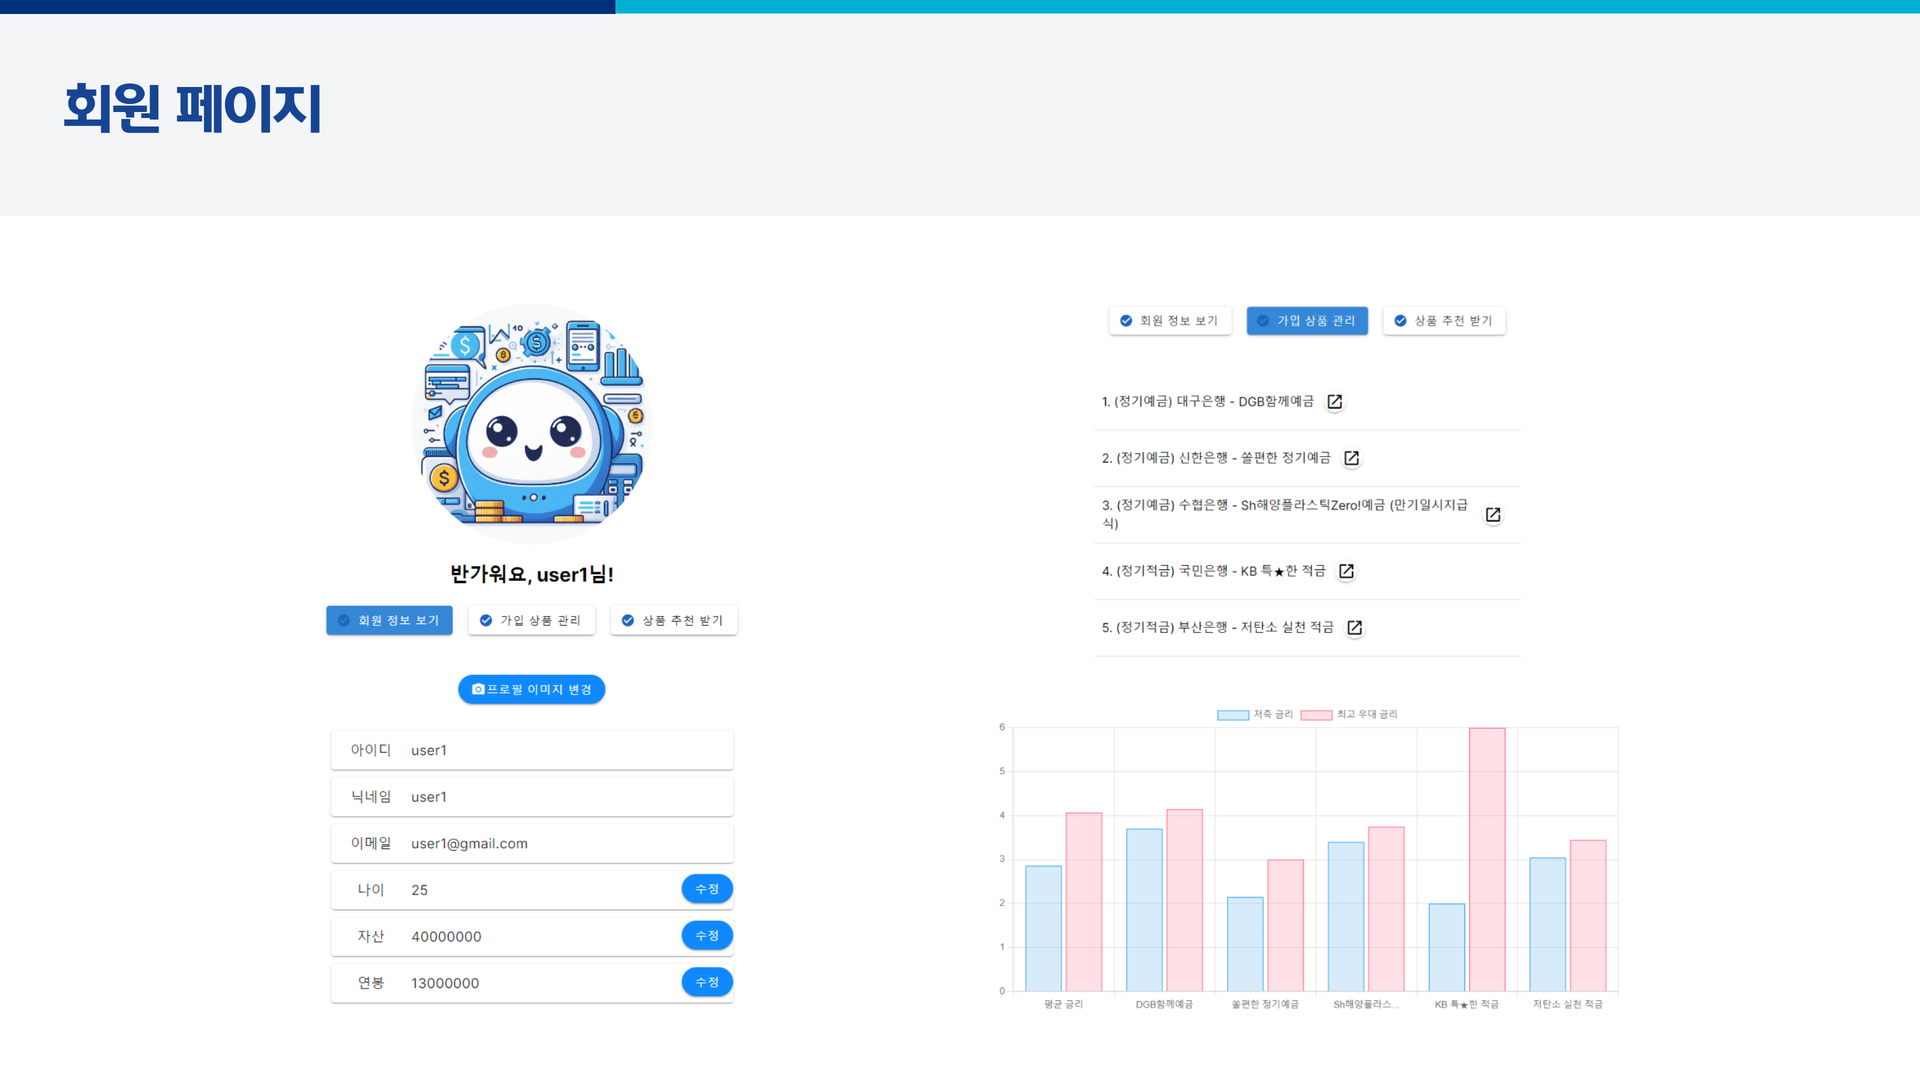 회원 페이지
10
반가워요, user1님!
회원 정보 보기
가입 상품 관리
상품 추천 받기
프로필 이미지 변경
아이디 user1
닉네임 user1
이메일 user1@gmail.com
나이 25 수정
자산 40000000 수정
연봉 13000000 수정
회원 정보 보기
가입 상품 관리
상품 추천 받기
1. (정기예금) 대구은행 - DGB함께예금
2. (정기예금) 신한은행 - 쏠편한 정기예금
3. (정기예금) 수협은행 - Sh해양플라스틱Zero!예금 (만기일시지급
식)
4. (정기적금) 국민은행 - KB 특★한 적금
5. (정기적금) 부산은행 - 저탄소 실천 적금
저축 금리 최고 우대 금리
6
5
4
3
2
1
0
평균 금리 DGB함께예금 쏠편한 정기예금 Sh해양플라스... KB 특★한 적금 저탄소 실천 적금